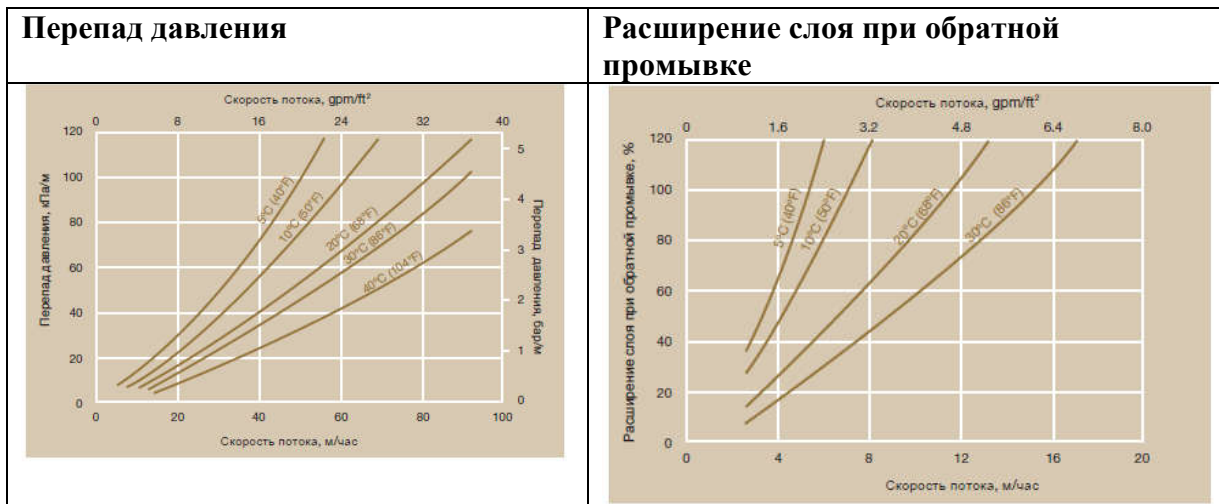 Перепад давления
Расширение слоя при обратной
промывке
Скорость потока, gpm/ft²
0 8 16 24 32 40
120
100
80
60
40
20
0
Перепад давления, кПа/м
5°C (40°F)
10°C (50°F)
20°C (68°F)
30°C (86°F)
40°C (104°F)
5
4
3
2
1
0
Перепад давления, бар/м
0 20 40 60 80 100
Скорость потока, м/час
Скорость потока, gpm/ft²
0 1.6 3.2 4.8 6.4 8.0
120
100
80
60
40
20
0
Расширение слоя при обратной промывке, %
5°C (40°F)
10°C (50°F)
20°C (68°F)
30°C (86°F)
0 4 8 12 16 20
Скорость потока, м/час